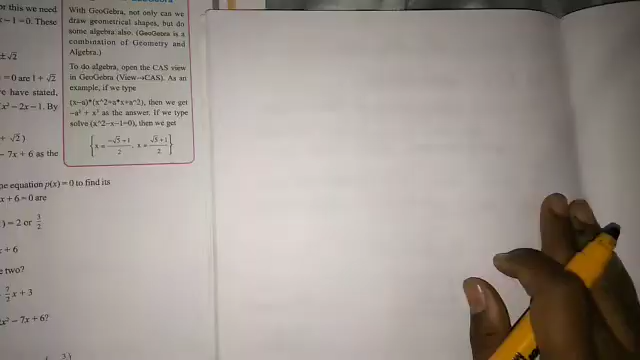 or this we need
− 1 = 0. These
± √2
= 0 are 1 + √2
e have stated,
x² − 2x − 1. By
+ √2)
− 7x + 6 as the
ne equation p(x) = 0 to find its
x + 6 = 0 are
) = 2 or 3/2
+ 6
e two?
7/2 x + 3
x² − 7x + 6?
With GeoGebra, not only can we
draw geometrical shapes, but do
some algebra also. (GeoGebra is a
combination of Geometry and
Algebra.)
To do algebra, open the CAS view
in GeoGebra (View→CAS). As an
example, if we type
(x−a)*(x^2+a*x+a^2), then we get
−a³ + x³ as the answer. If we type
solve (x^2−x−1=0), then we get
{x = (−√5 + 1)/2, x = (√5 + 1)/2}